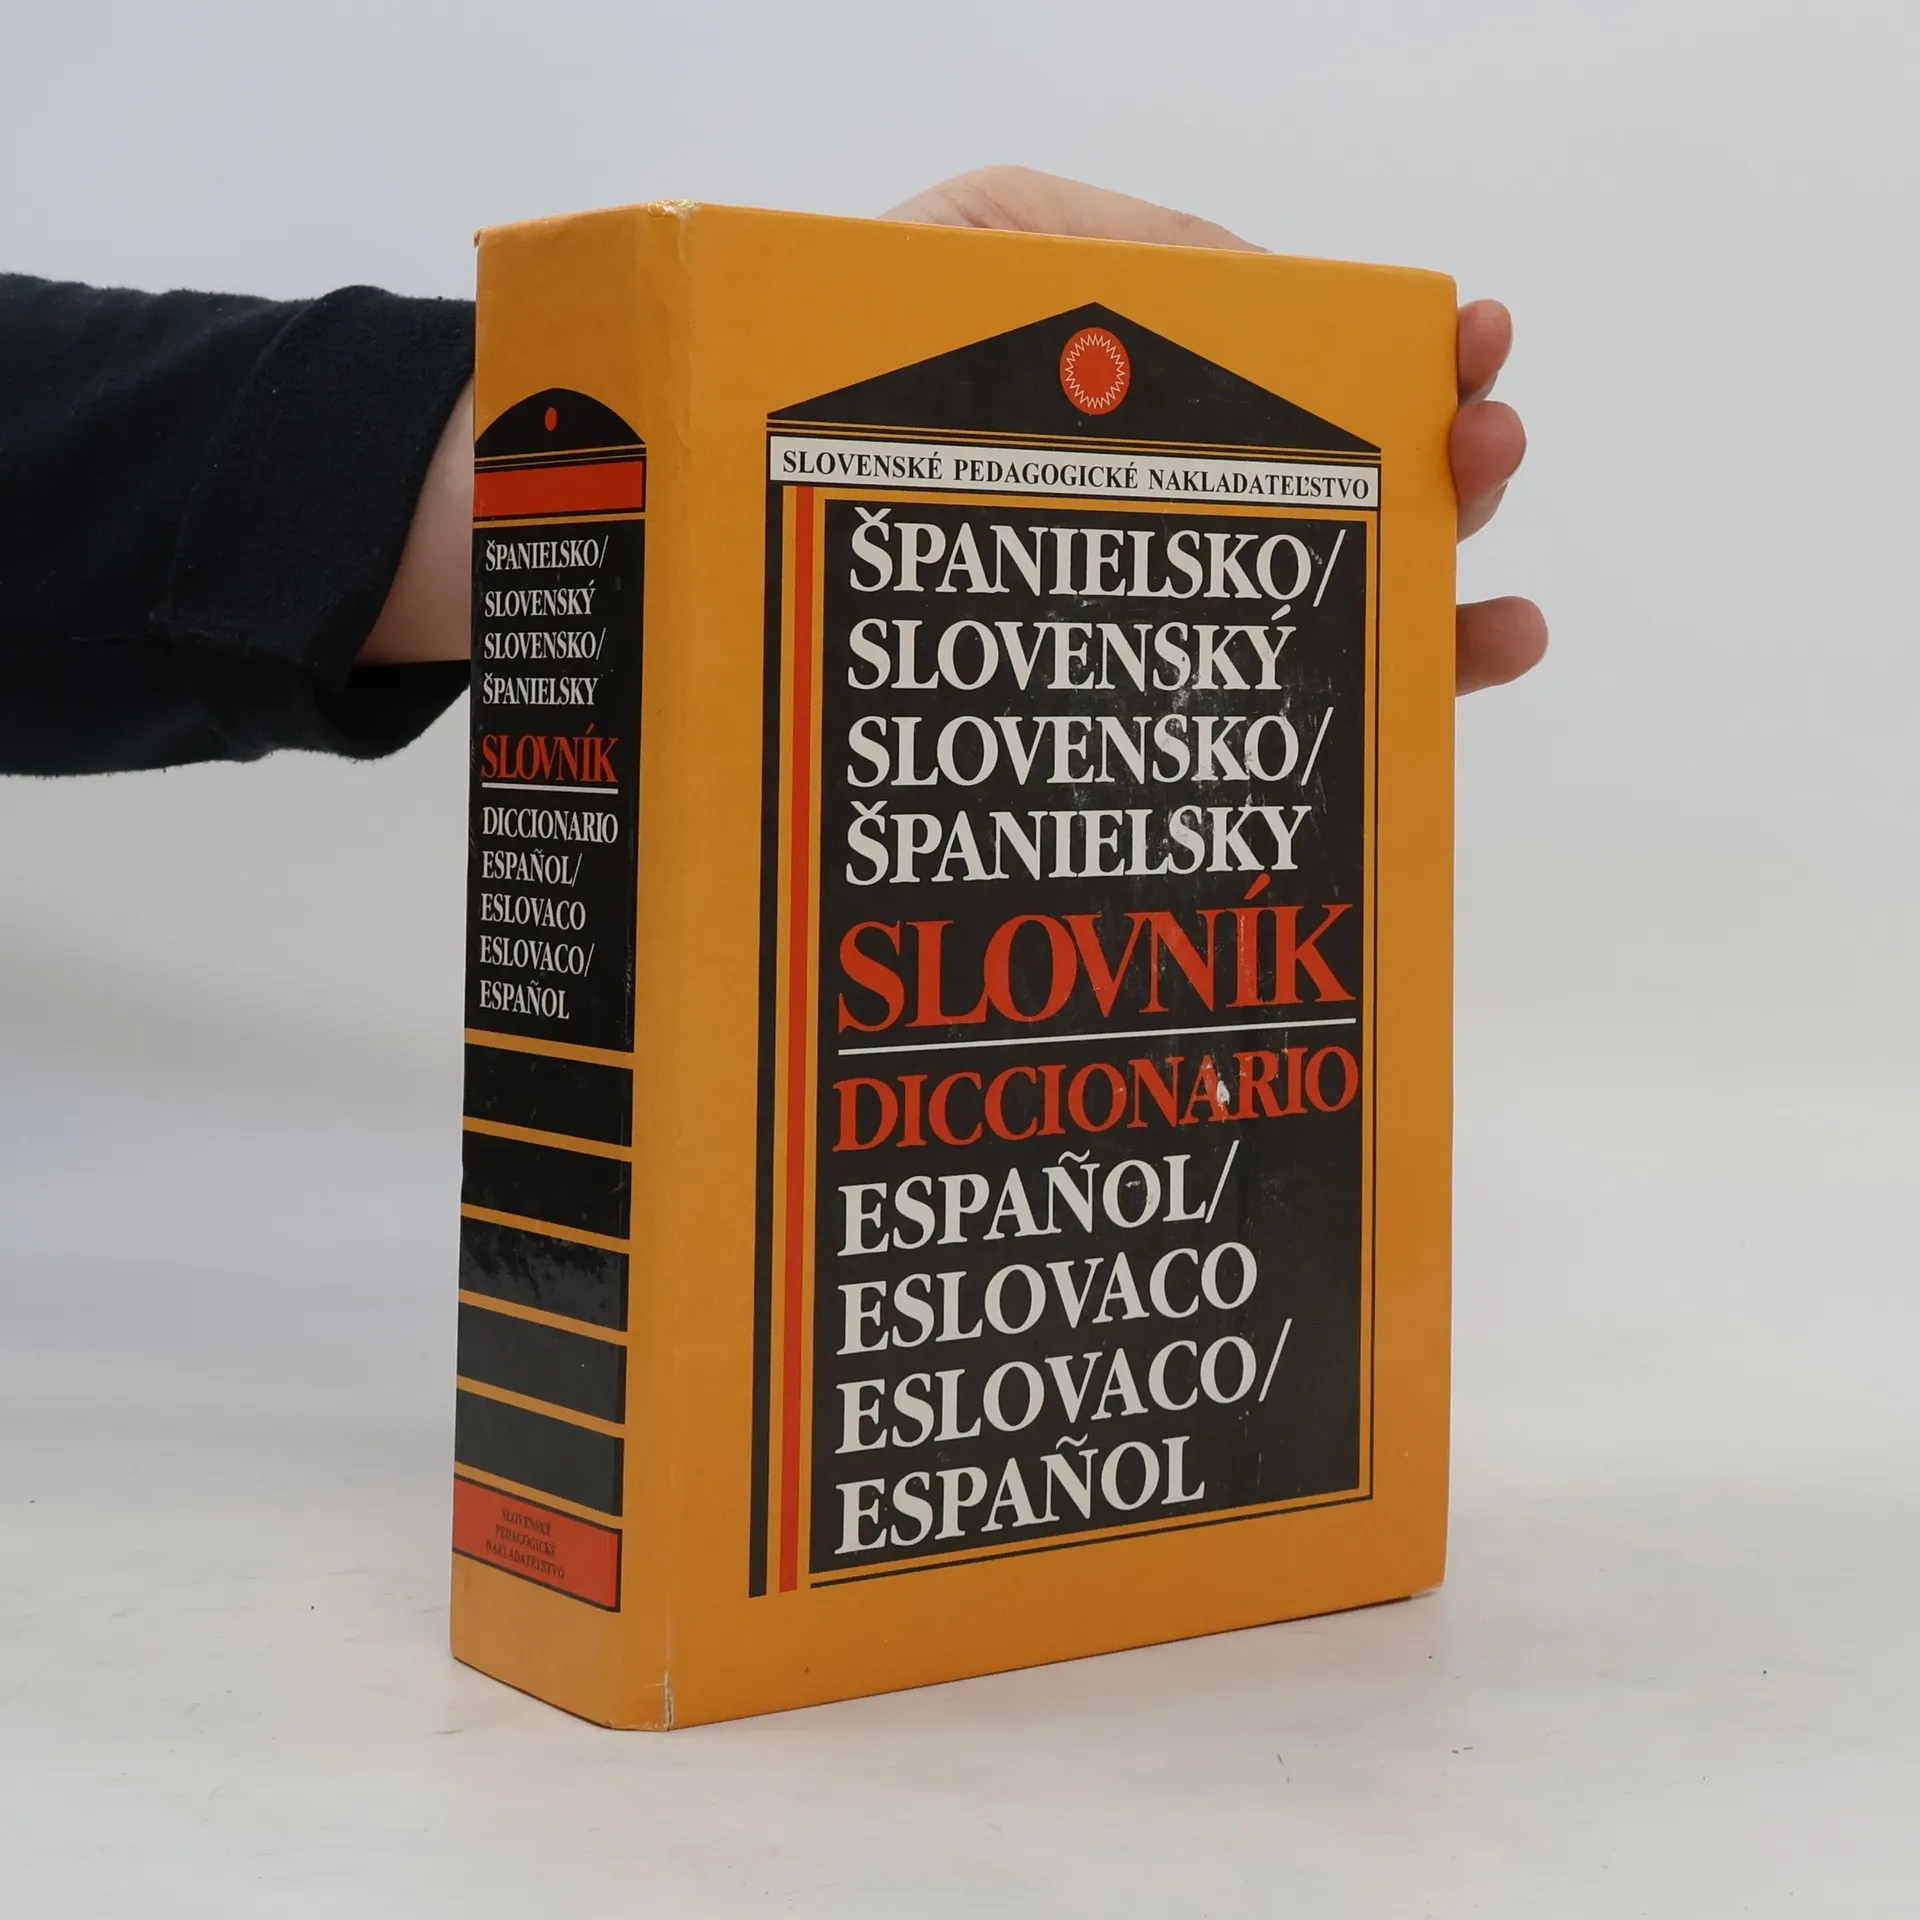 ŠPANIELSKO/
SLOVENSKÝ
SLOVENSKO/
ŠPANIELSKY
SLOVNÍK
DICCIONARIO
ESPAÑOL/
ESLOVACO
ESLOVACO/
ESPAÑOL
SLOVENSKÉ
PEDAGOGICKÉ
NAKLADATEĽSTVO
SLOVENSKÉ PEDAGOGICKÉ NAKLADATEĽSTVO
ŠPANIELSKO/
SLOVENSKÝ
SLOVENSKO/
ŠPANIELSKY
SLOVNÍK
DICCIONARIO
ESPAÑOL/
ESLOVACO
ESLOVACO/
ESPAÑOL